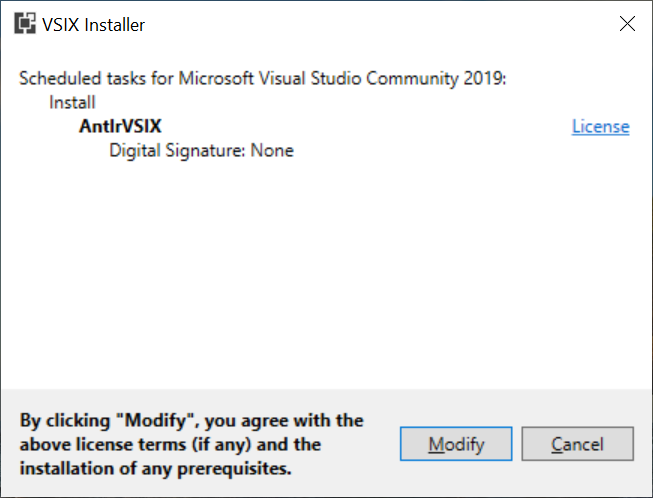 VSIX Installer
Scheduled tasks for Microsoft Visual Studio Community 2019:
Install
AntlrVSIX
License
Digital Signature: None
By clicking "Modify", you agree with the
above license terms (if any) and the
installation of any prerequisites.
Modify
Cancel